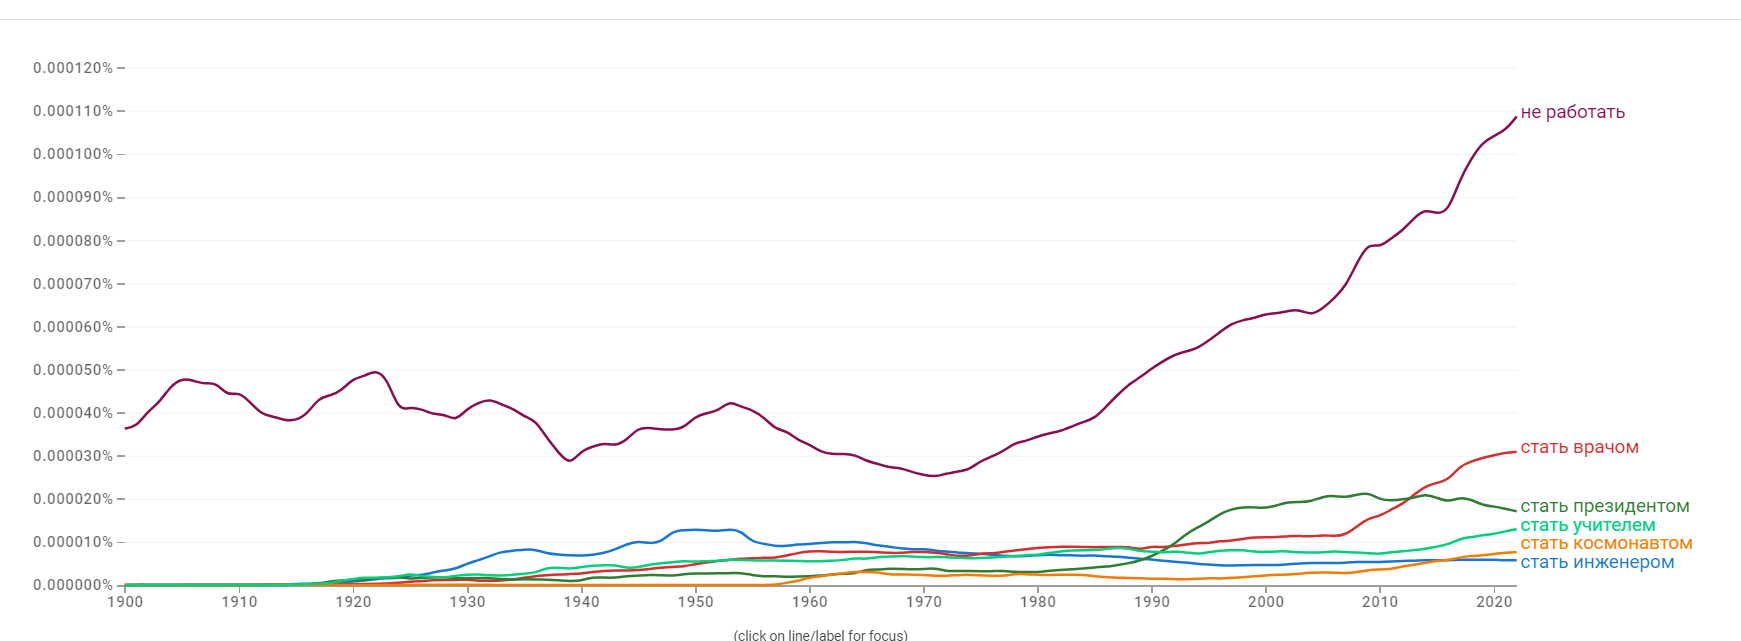 0.000120%
0.000110%
не работать
0.000100%
0.000090%
0.000080%
0.000070%
0.000060%
0.000050%
0.000040%
стать врачом
0.000030%
0.000020%
стать президентом
стать учителем
0.000010%
стать космонавтом
стать инженером
0.000000%
1900 1910 1920 1930 1940 1950 1960 1970 1980 1990 2000 2010 2020
(click on line/label for focus)